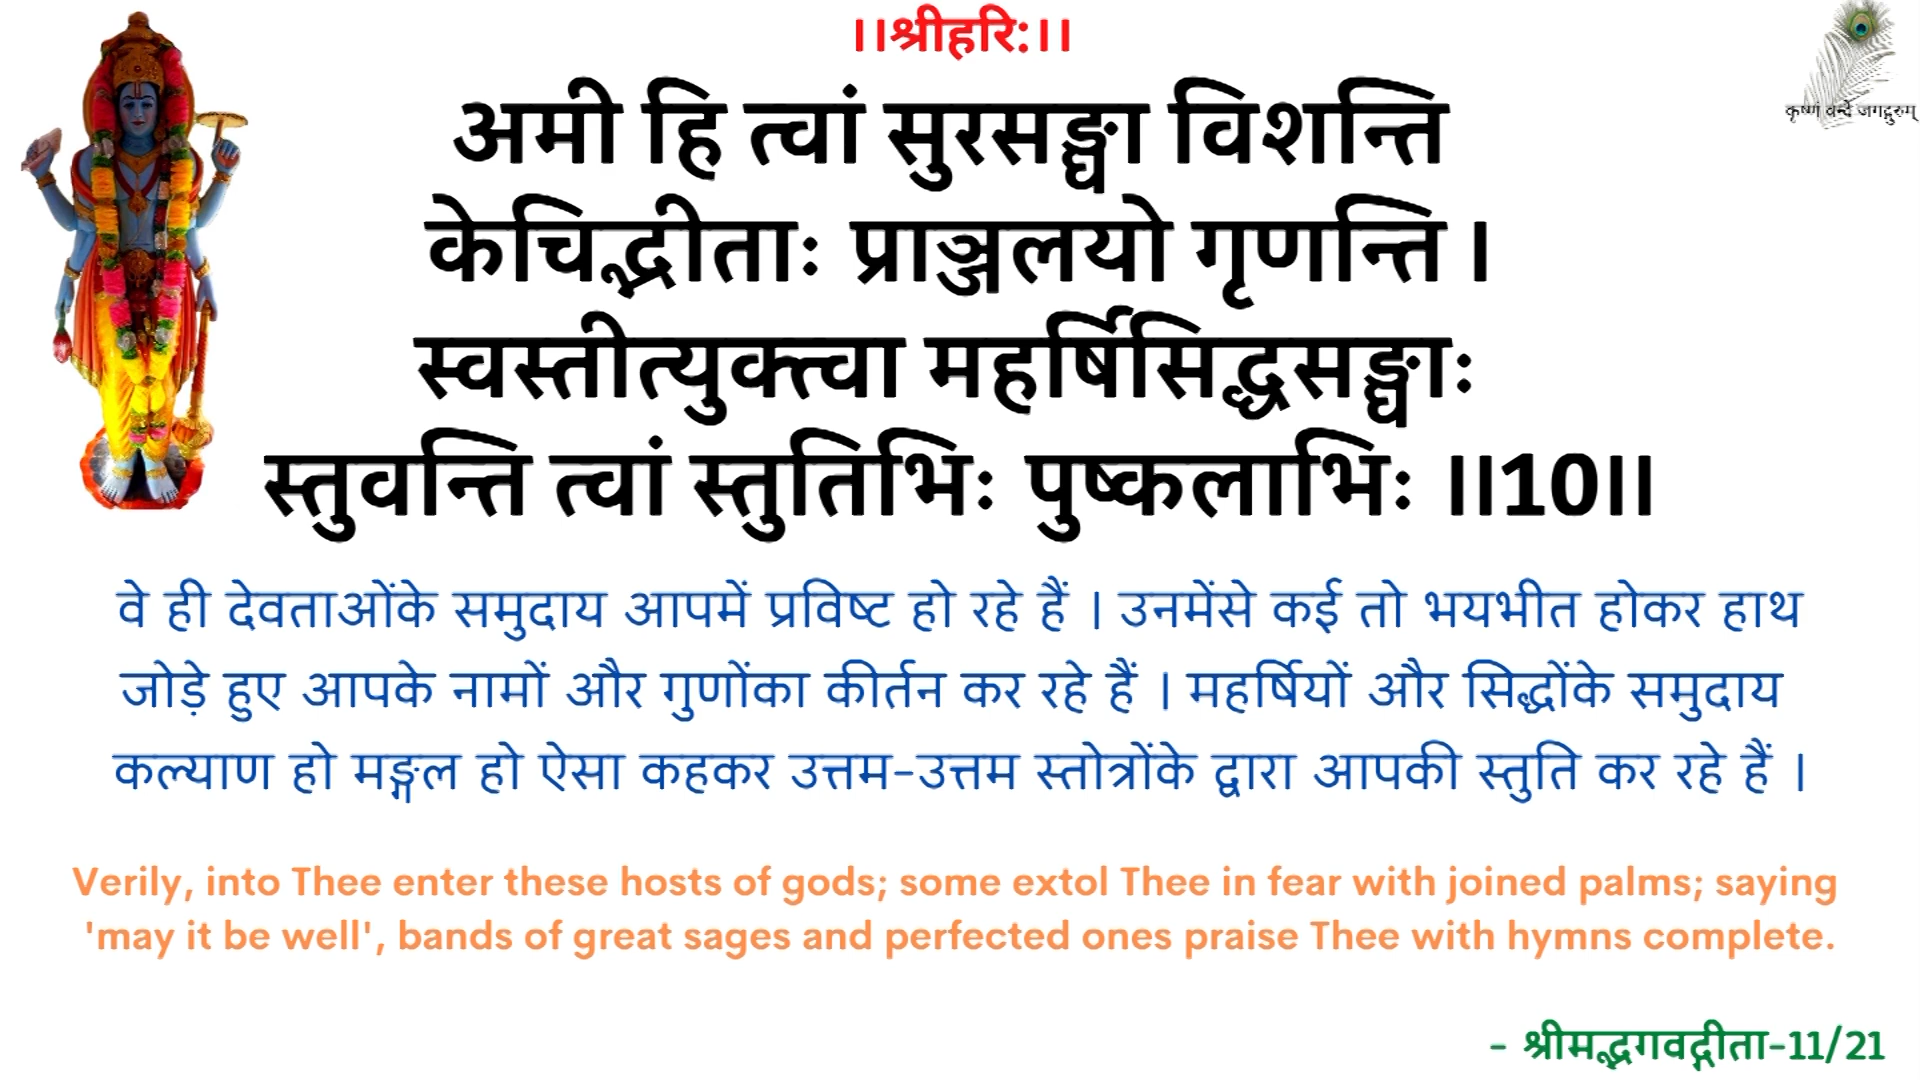 ।।श्रीहरि:।।
कृष्णं वन्दे जगद्गुरुम्
अमी हि त्वां सुरसङ्घा विशन्ति
केचिद्भीताः प्राञ्जलयो गृणन्ति ।
स्वस्तीत्युक्त्वा महर्षिसिद्धसङ्घाः
स्तुवन्ति त्वां स्तुतिभिः पुष्कलाभिः ।।10।।
वे ही देवताओंके समुदाय आपमें प्रविष्ट हो रहे हैं । उनमेंसे कई तो भयभीत होकर हाथ
जोड़े हुए आपके नामों और गुणोंका कीर्तन कर रहे हैं । महर्षियों और सिद्धोंके समुदाय
कल्याण हो मङ्गल हो ऐसा कहकर उत्तम-उत्तम स्तोत्रोंके द्वारा आपकी स्तुति कर रहे हैं ।
Verily, into Thee enter these hosts of gods; some extol Thee in fear with joined palms; saying
'may it be well', bands of great sages and perfected ones praise Thee with hymns complete.
- श्रीमद्भगवद्गीता-11/21